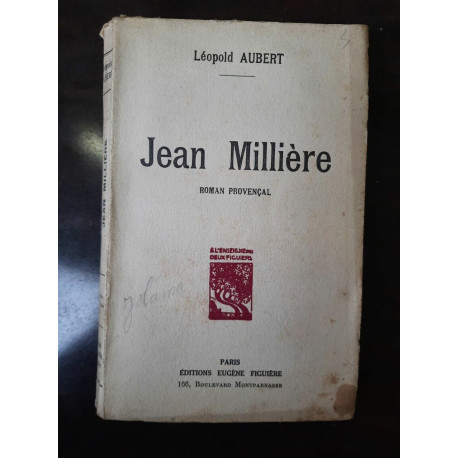 Léopold AUBERT
Jean Millière
ROMAN PROVENÇAL
A L'ENSEIGNE DES
DEUX FIGUIERS
PARIS
ÉDITIONS EUGÈNE FIGUIÈRE
166, BOULEVARD MONTPARNASSE
JEAN MILLIÈRE